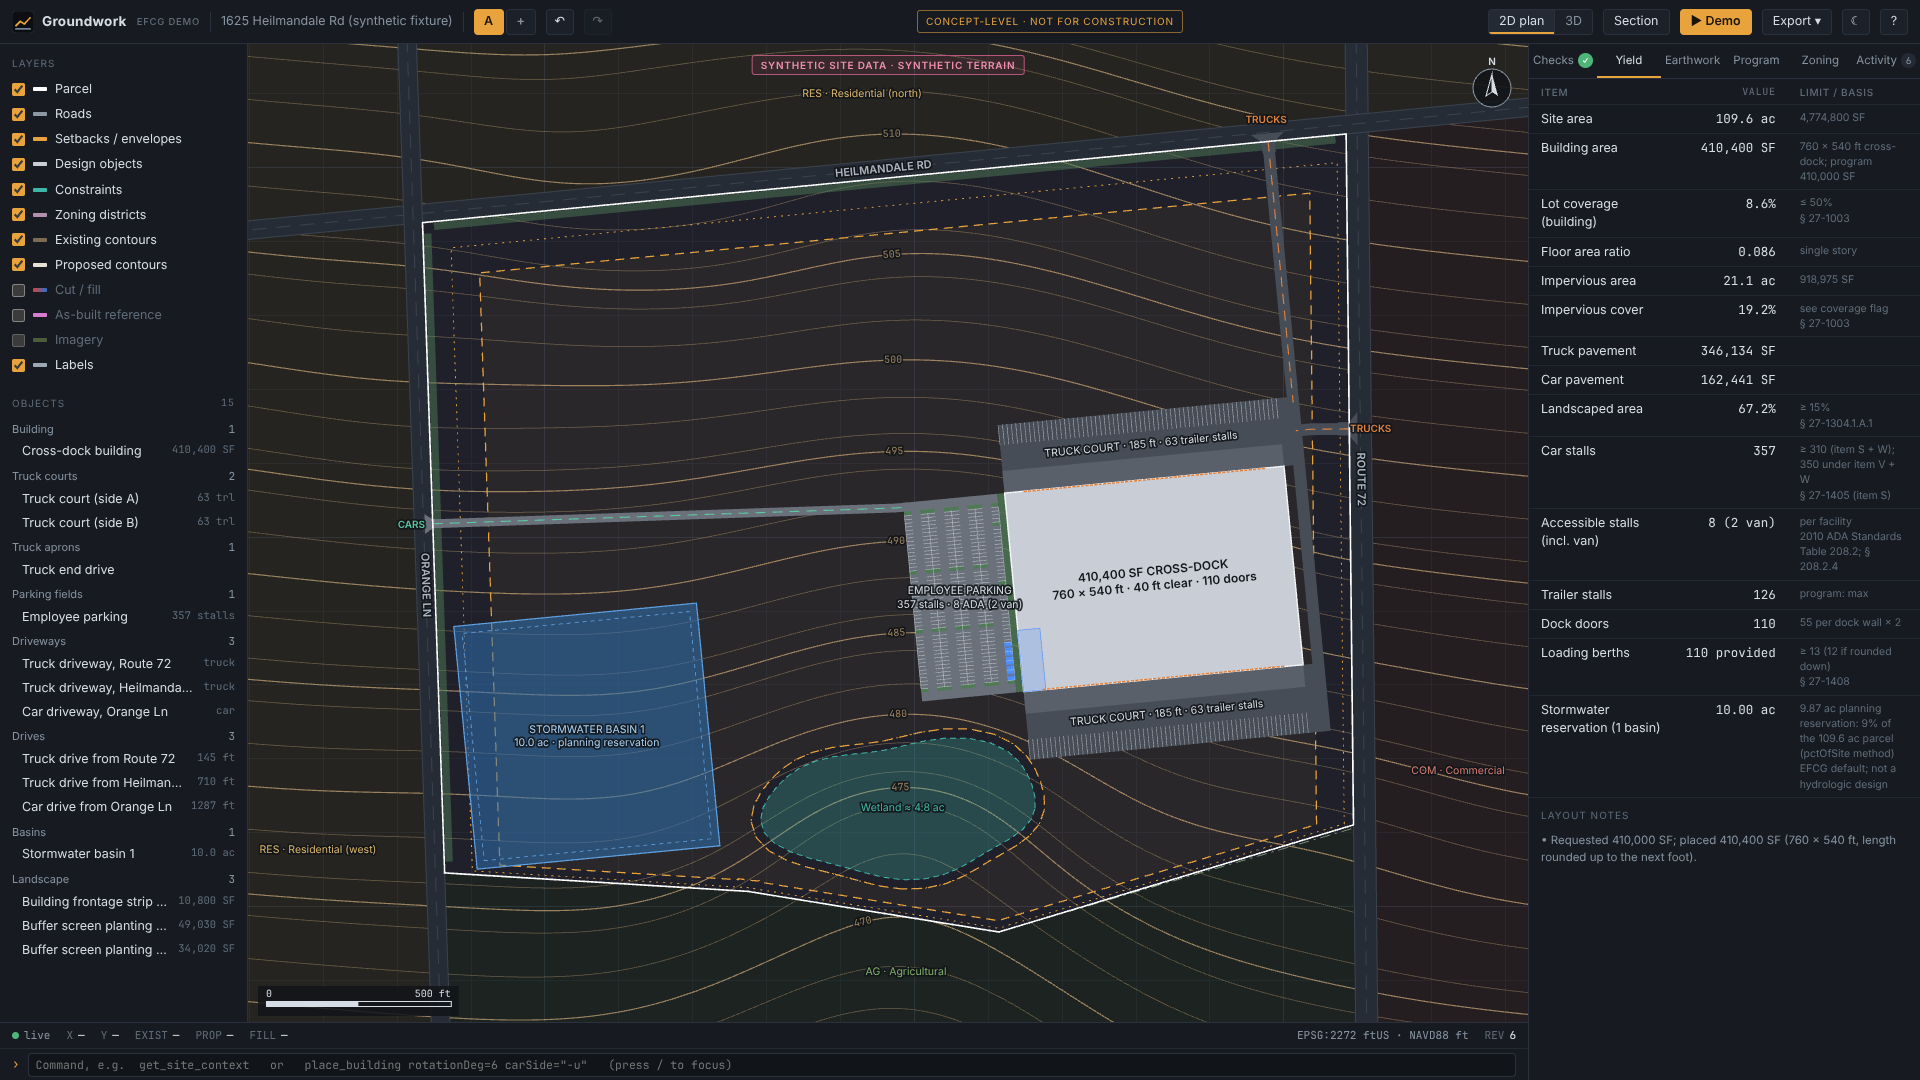 Groundwork EFCG DEMO 1625 Heilmandale Rd (synthetic fixture) A + ↶ ↷ CONCEPT-LEVEL · NOT FOR CONSTRUCTION 2D plan 3D Section ▶ Demo Export ▾ ☾ ?
LAYERS
Parcel
Roads
Setbacks / envelopes
Design objects
Constraints
Zoning districts
Existing contours
Proposed contours
Cut / fill
As-built reference
Imagery
Labels
OBJECTS 15
Building 1
Cross-dock building 410,400 SF
Truck courts 2
Truck court (side A) 63 trl
Truck court (side B) 63 trl
Truck aprons 1
Truck end drive
Parking fields 1
Employee parking 357 stalls
Driveways 3
Truck driveway, Route 72 truck
Truck driveway, Heilmanda... truck
Car driveway, Orange Ln car
Drives 3
Truck drive from Route 72 145 ft
Truck drive from Heilman... 710 ft
Car drive from Orange Ln 1287 ft
Basins 1
Stormwater basin 1 10.0 ac
Landscape 3
Building frontage strip ... 10,800 SF
Buffer screen planting ... 49,030 SF
Buffer screen planting ... 34,020 SF
SYNTHETIC SITE DATA · SYNTHETIC TERRAIN
RES · Residential (north)
N
TRUCKS
510
HEILMANDALE RD
505
500
TRUCK COURT · 185 ft · 63 trailer stalls
TRUCKS
495
ROUTE 72
CARS
490
ORANGE LN
410,400 SF CROSS-DOCK
760 × 540 ft · 40 ft clear · 110 doors
EMPLOYEE PARKING
357 stalls · 8 ADA (2 van)
485
480
TRUCK COURT · 185 ft · 63 trailer stalls
STORMWATER BASIN 1
10.0 ac · planning reservation
COM · Commercial
475
Wetland ≈ 4.8 ac
RES · Residential (west)
470
AG · Agricultural
0 500 ft
Checks ✓ Yield Earthwork Program Zoning Activity 6
ITEM VALUE LIMIT / BASIS
Site area 109.6 ac 4,774,800 SF
Building area 410,400 SF 760 × 540 ft cross-
dock; program
410,000 SF
Lot coverage 8.6% ≤ 50%
(building) § 27-1003
Floor area ratio 0.086 single story
Impervious area 21.1 ac 918,975 SF
Impervious cover 19.2% see coverage flag
§ 27-1003
Truck pavement 346,134 SF
Car pavement 162,441 SF
Landscaped area 67.2% ≥ 15%
§ 27-1304.1.A.1
Car stalls 357 ≥ 310 (item S + W);
350 under item V +
W
§ 27-1405 (item S)
Accessible stalls 8 (2 van) per facility
(incl. van) 2010 ADA Standards
Table 208.2; §
208.2.4
Trailer stalls 126 program: max
Dock doors 110 55 per dock wall × 2
Loading berths 110 provided ≥ 13 (12 if rounded
down)
§ 27-1408
Stormwater 10.00 ac 9.87 ac planning
reservation (1 basin) reservation: 9% of
the 109.6 ac parcel
(pctOfSite method)
EFCG default; not a
hydrologic design
LAYOUT NOTES
• Requested 410,000 SF; placed 410,400 SF (760 × 540 ft, length
rounded up to the next foot).
live X — Y — EXIST — PROP — FILL — EPSG:2272 ftUS · NAVD88 ft REV 6
› Command, e.g. get_site_context or place_building rotationDeg=6 carSide="-u" (press / to focus)